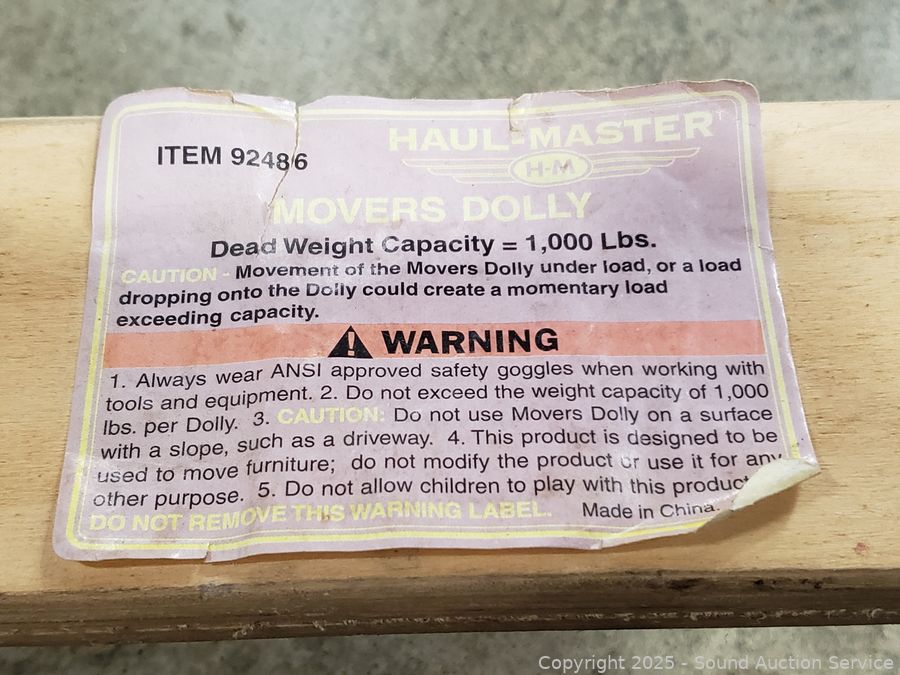 ITEM 92486
HAUL-MASTER
H-M
MOVERS DOLLY
Dead Weight Capacity = 1,000 Lbs.
CAUTION - Movement of the Movers Dolly under load, or a load
dropping onto the Dolly could create a momentary load
exceeding capacity.
WARNING
1. Always wear ANSI approved safety goggles when working with
tools and equipment. 2. Do not exceed the weight capacity of 1,000
lbs. per Dolly. 3. CAUTION: Do not use Movers Dolly on a surface
with a slope, such as a driveway. 4. This product is designed to be
used to move furniture; do not modify the product or use it for any
other purpose. 5. Do not allow children to play with this product.
DO NOT REMOVE THIS WARNING LABEL. Made in China.
Copyright © 2025 - Sound Auction Service